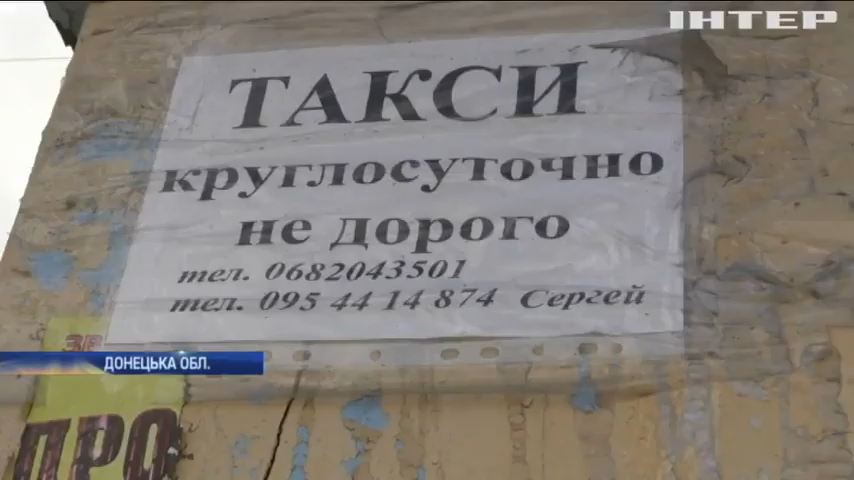 ІНТЕР
ТАКСИ
круглосуточно
не дорого
тел. 0682043501
тел. 095 44 14 874 Сергей
ДОНЕЦЬКА ОБЛ.
ПРО